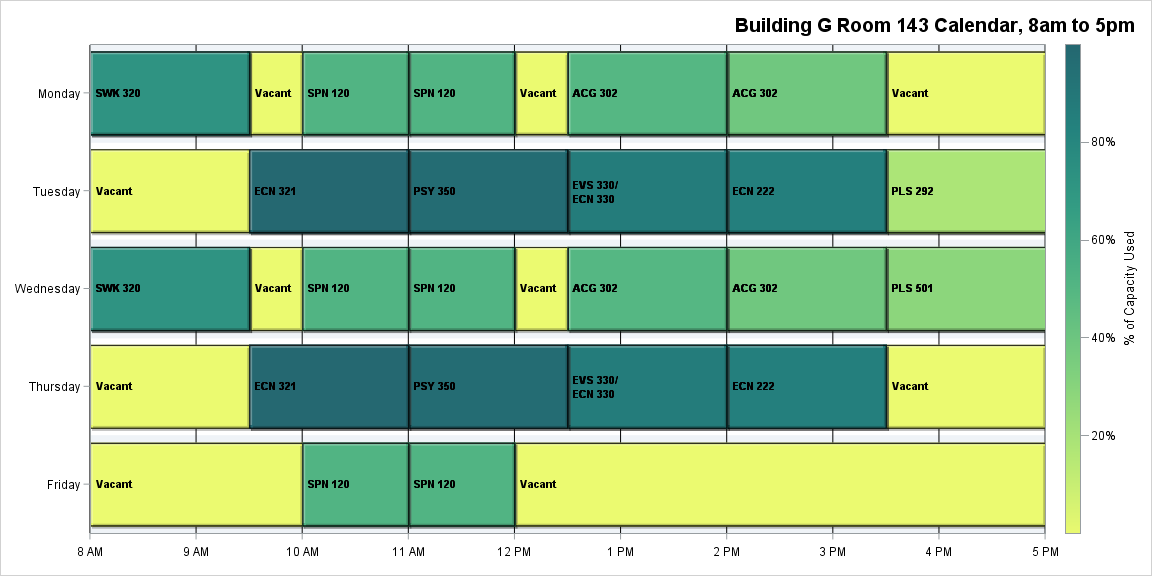 Building G Room 143 Calendar, 8am to 5pm
Monday
SWK 320
Vacant
SPN 120
SPN 120
Vacant
ACG 302
ACG 302
Vacant
Tuesday
Vacant
ECN 321
PSY 350
EVS 330/
ECN 330
ECN 222
PLS 292
Wednesday
SWK 320
Vacant
SPN 120
SPN 120
Vacant
ACG 302
ACG 302
PLS 501
Thursday
Vacant
ECN 321
PSY 350
EVS 330/
ECN 330
ECN 222
Vacant
Friday
Vacant
SPN 120
SPN 120
Vacant
8 AM
9 AM
10 AM
11 AM
12 PM
1 PM
2 PM
3 PM
4 PM
5 PM
80%
60%
40%
20%
% of Capacity Used